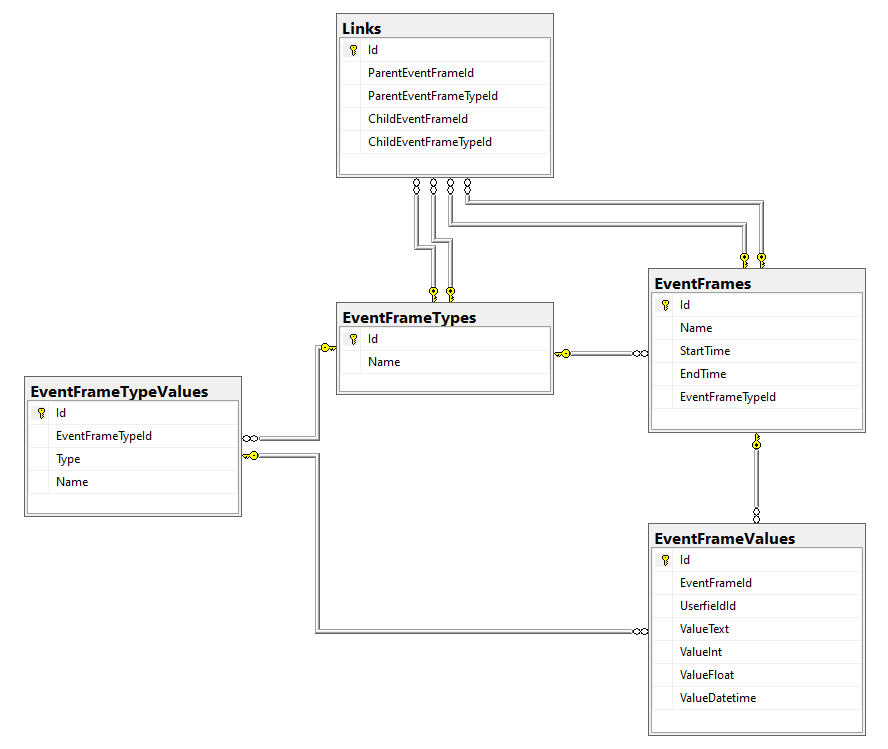 Links
Id
ParentEventFrameId
ParentEventFrameTypeId
ChildEventFrameId
ChildEventFrameTypeId
EventFrames
Id
Name
StartTime
EndTime
EventFrameTypeId
EventFrameTypes
Id
Name
EventFrameTypeValues
Id
EventFrameTypeId
Type
Name
EventFrameValues
Id
EventFrameId
UserfieldId
ValueText
ValueInt
ValueFloat
ValueDatetime